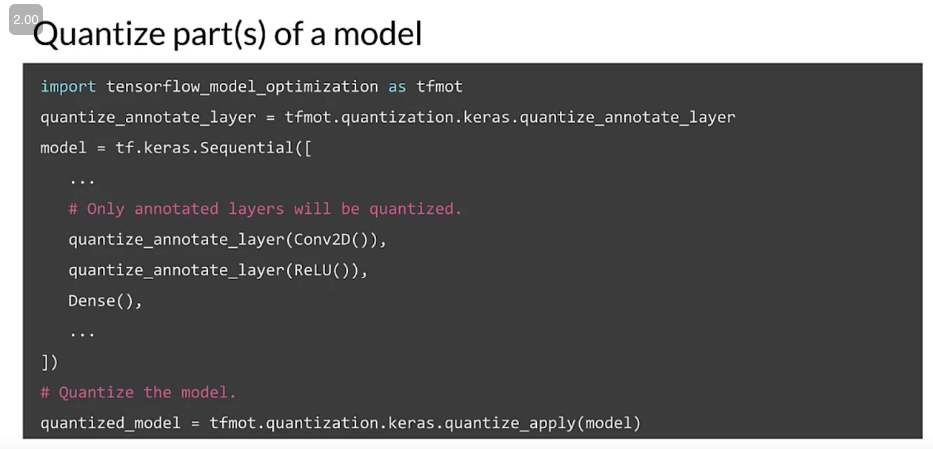 2.00
Quantize part(s) of a model
import tensorflow_model_optimization as tfmot
quantize_annotate_layer = tfmot.quantization.keras.quantize_annotate_layer
model = tf.keras.Sequential([
...
# Only annotated layers will be quantized.
quantize_annotate_layer(Conv2D()),
quantize_annotate_layer(ReLU()),
Dense(),
...
])
# Quantize the model.
quantized_model = tfmot.quantization.keras.quantize_apply(model)